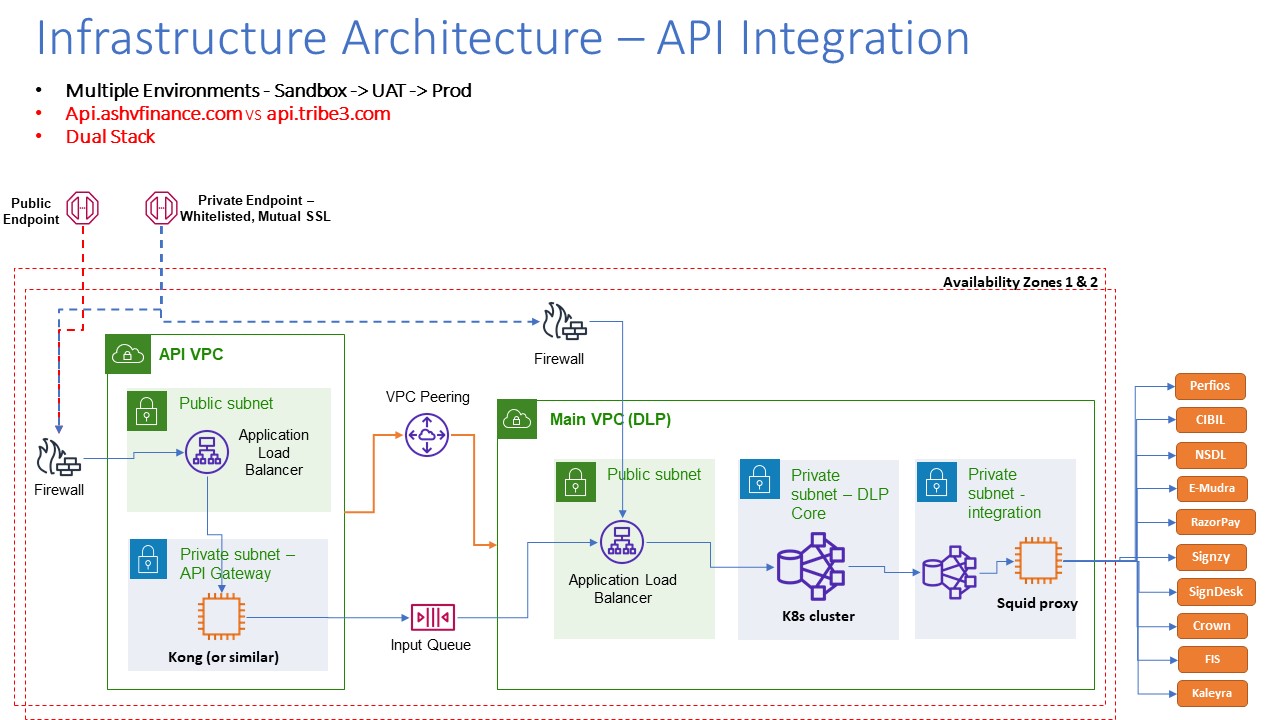 Infrastructure Architecture – API Integration
• Multiple Environments - Sandbox -> UAT -> Prod
• Api.ashvfinance.com vs api.tribe3.com
• Dual Stack
Public
Endpoint
Private Endpoint –
Whitelisted, Mutual SSL
Availability Zones 1 & 2
Firewall
API VPC
Public subnet
Application
Load
Balancer
Firewall
Private subnet –
API Gateway
Kong (or similar)
VPC Peering
Input Queue
Main VPC (DLP)
Public subnet
Application Load
Balancer
Private
subnet – DLP
Core
K8s cluster
Private
subnet -
integration
Squid proxy
Perfios
CIBIL
NSDL
E-Mudra
RazorPay
Signzy
SignDesk
Crown
FIS
Kaleyra